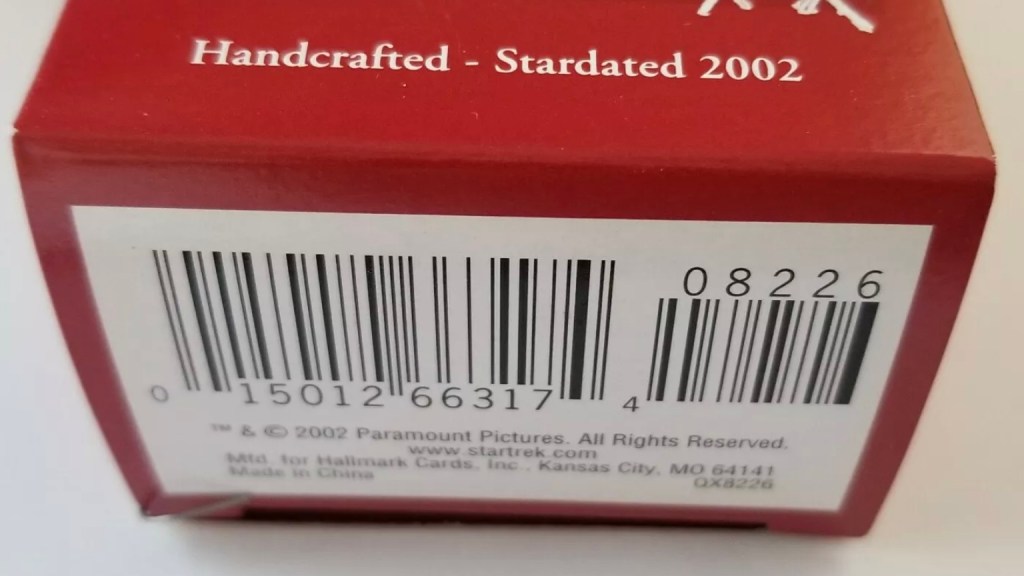 Handcrafted - Stardated 2002
08226
0 15012 66317 4
™ & © 2002 Paramount Pictures. All Rights Reserved.
www.startrek.com
Mfd. for Hallmark Cards, Inc., Kansas City, MO 64141
Made in China
QX8226